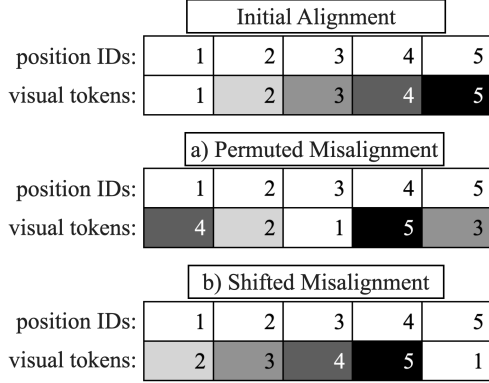 Initial Alignment
position IDs: 1 2 3 4 5
visual tokens: 1 2 3 4 5
a) Permuted Misalignment
position IDs: 1 2 3 4 5
visual tokens: 4 2 1 5 3
b) Shifted Misalignment
position IDs: 1 2 3 4 5
visual tokens: 2 3 4 5 1